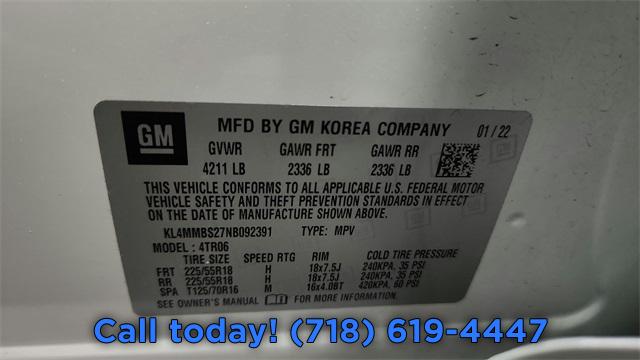 GM MFD BY GM KOREA COMPANY 01/22
GVWR GAWR FRT GAWR RR
4211 LB 2336 LB 2336 LB
THIS VEHICLE CONFORMS TO ALL APPLICABLE U.S. FEDERAL MOTOR
VEHICLE SAFETY AND THEFT PREVENTION STANDARDS IN EFFECT
ON THE DATE OF MANUFACTURE SHOWN ABOVE.
KL4MMBS27NB092391 TYPE: MPV
MODEL: 4TR06
TIRE SIZE SPEED RTG RIM COLD TIRE PRESSURE
FRT 225/55R18 H 18x7.5J 240KPA, 35 PSI
RR 225/55R18 H 18x7.5J 240KPA, 35 PSI
SPA T125/70R16 M 16x4.0BT 420KPA, 60 PSI
SEE OWNER'S MANUAL FOR MORE INFORMATION.
Call today! (718) 619-4447